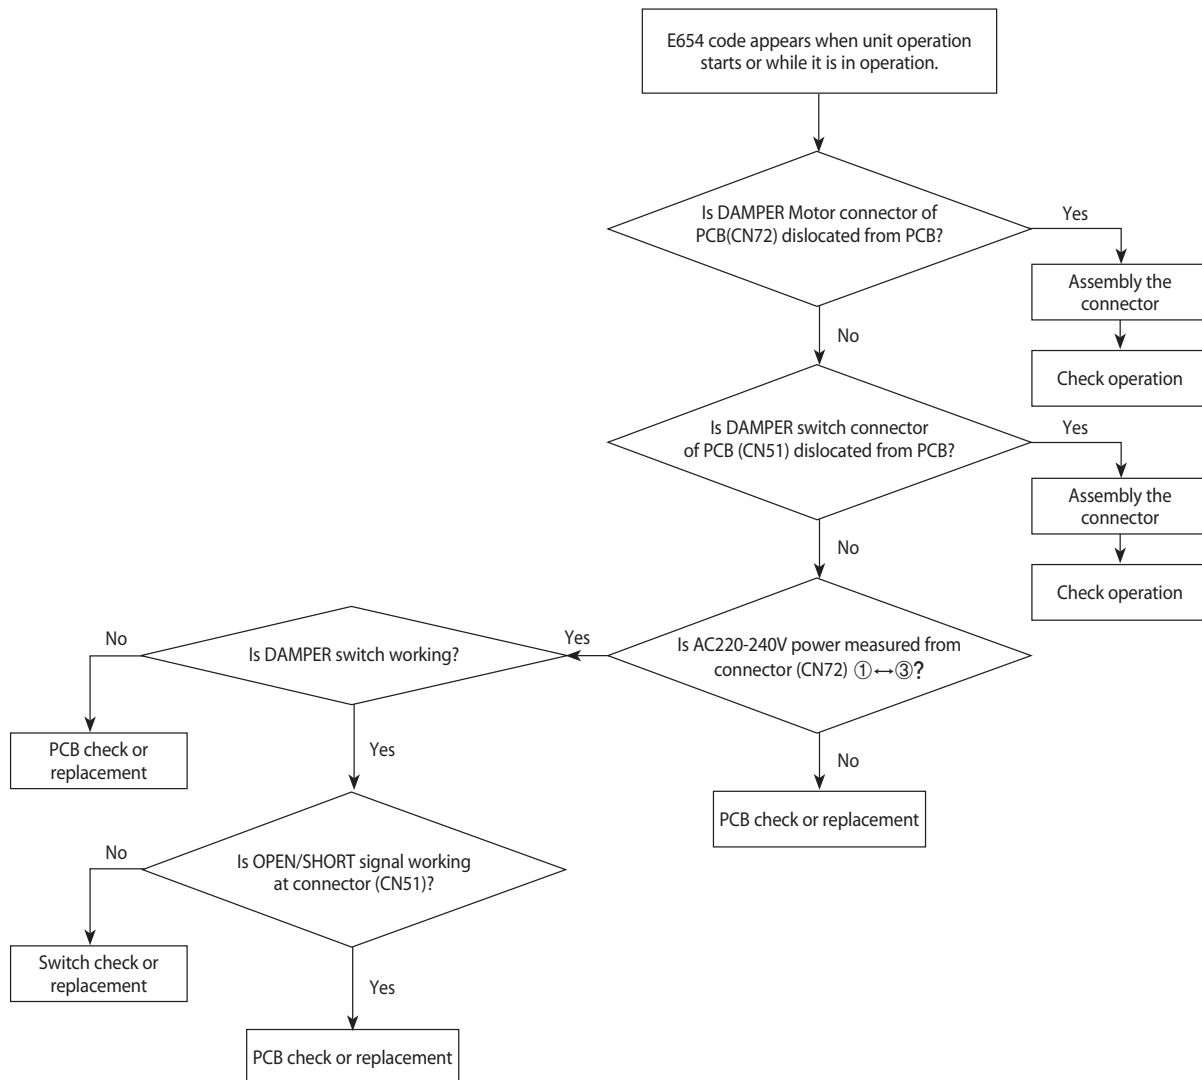 E654 code appears when unit operation
starts or while it is in operation.
Is DAMPER Motor connector of
PCB(CN72) dislocated from PCB?
Yes
Assembly the
connector
Check operation
No
Is DAMPER switch connector
of PCB (CN51) dislocated from PCB?
Yes
Assembly the
connector
Check operation
No
Is AC220-240V power measured from
connector (CN72) ①↔③?
Yes
No
PCB check or replacement
Is DAMPER switch working?
No
PCB check or
replacement
Yes
Is OPEN/SHORT signal working
at connector (CN51)?
No
Switch check or
replacement
Yes
PCB check or replacement